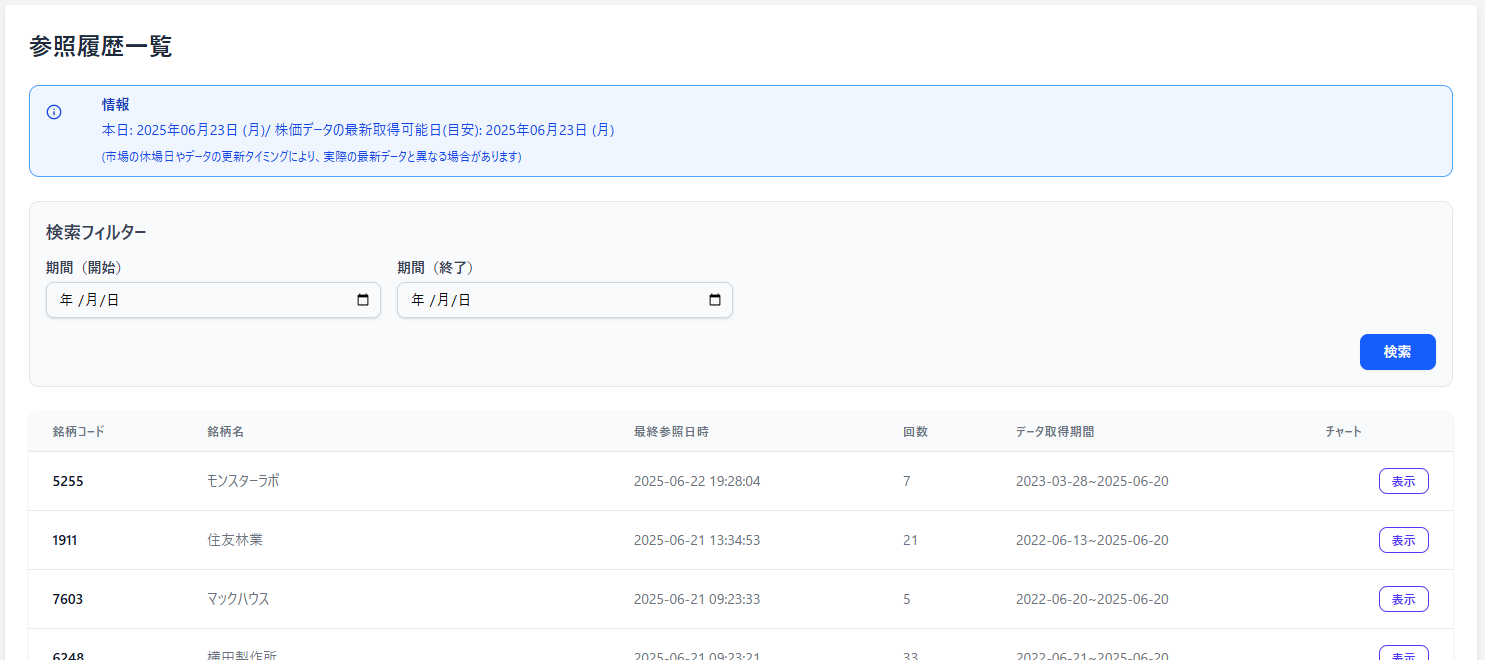 参照履歴一覧
情報
本日: 2025年06月23日 (月)/ 株価データの最新取得可能日(目安): 2025年06月23日 (月)
(市場の休場日やデータの更新タイミングにより、実際の最新データと異なる場合があります)
検索フィルター
期間（開始） 期間（終了）
年 /月/日 年 /月/日
検索
銘柄コード 銘柄名 最終参照日時 回数 データ取得期間 チャート
5255 モンスターラボ 2025-06-22 19:28:04 7 2023-03-28~2025-06-20 表示
1911 住友林業 2025-06-21 13:34:53 21 2022-06-13~2025-06-20 表示
7603 マックハウス 2025-06-21 09:23:33 5 2022-06-20~2025-06-20 表示
6248 横田製作所 2025-06-21 09:23:21 33 2022-06-21~2025-06-20 表示